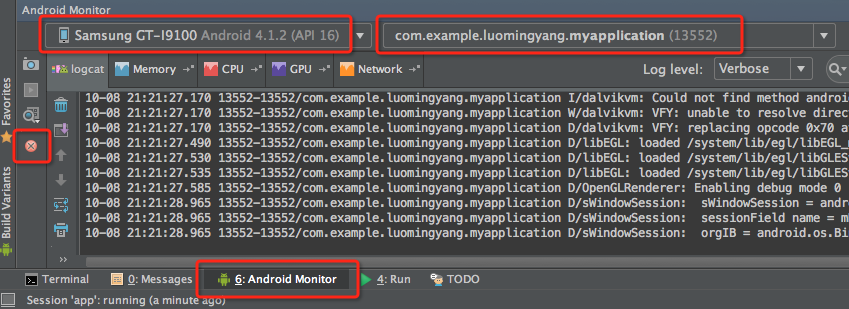 Android Monitor
Samsung GT-I9100 Android 4.1.2 (API 16)
com.example.luomingyang.myapplication (13552)
logcat
Memory
CPU
GPU
Network
Log level: Verbose
10-08 21:21:27.170 13552-13552/com.example.luomingyang.myapplication I/dalvikvm: Could not find method android
10-08 21:21:27.170 13552-13552/com.example.luomingyang.myapplication W/dalvikvm: VFY: unable to resolve direc
10-08 21:21:27.170 13552-13552/com.example.luomingyang.myapplication D/dalvikvm: VFY: replacing opcode 0x70 a
10-08 21:21:27.490 13552-13552/com.example.luomingyang.myapplication D/libEGL: loaded /system/lib/egl/libEGL_
10-08 21:21:27.530 13552-13552/com.example.luomingyang.myapplication D/libEGL: loaded /system/lib/egl/libGLES
10-08 21:21:27.535 13552-13552/com.example.luomingyang.myapplication D/libEGL: loaded /system/lib/egl/libGLES
10-08 21:21:27.585 13552-13552/com.example.luomingyang.myapplication D/OpenGLRenderer: Enabling debug mode 0
10-08 21:21:28.965 13552-13552/com.example.luomingyang.myapplication D/sWindowSession: sWindowSession = andr
10-08 21:21:28.965 13552-13552/com.example.luomingyang.myapplication D/sWindowSession: sessionField name = m
10-08 21:21:28.965 13552-13552/com.example.luomingyang.myapplication D/sWindowSession: orgIB = android.os.Bi
Favorites
Build Variants
Terminal
0: Messages
6: Android Monitor
4: Run
TODO
Session 'app': running (a minute ago)